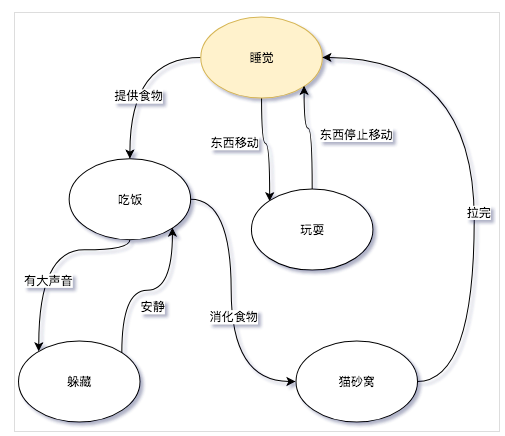 睡觉
提供食物
东西移动
东西停止移动
吃饭
玩耍
拉完
有大声音
安静
消化食物
躲藏
猫砂窝